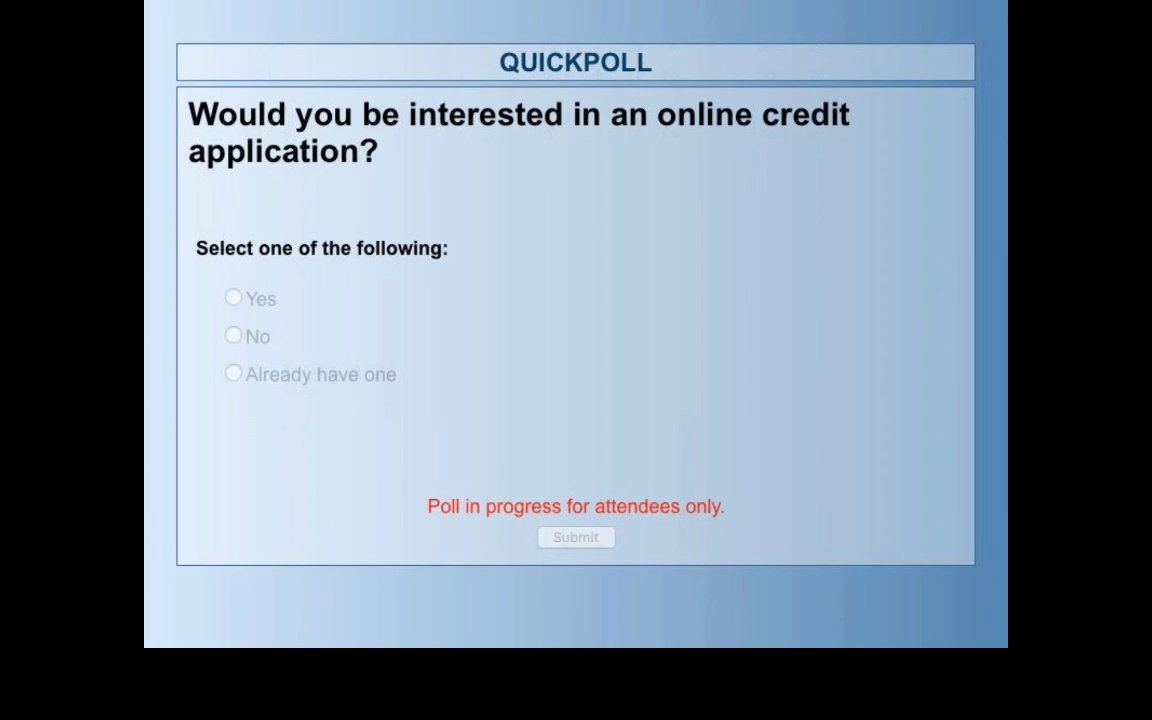 QUICKPOLL
Would you be interested in an online credit
application?
Select one of the following:
Yes
No
Already have one
Poll in progress for attendees only.
Submit